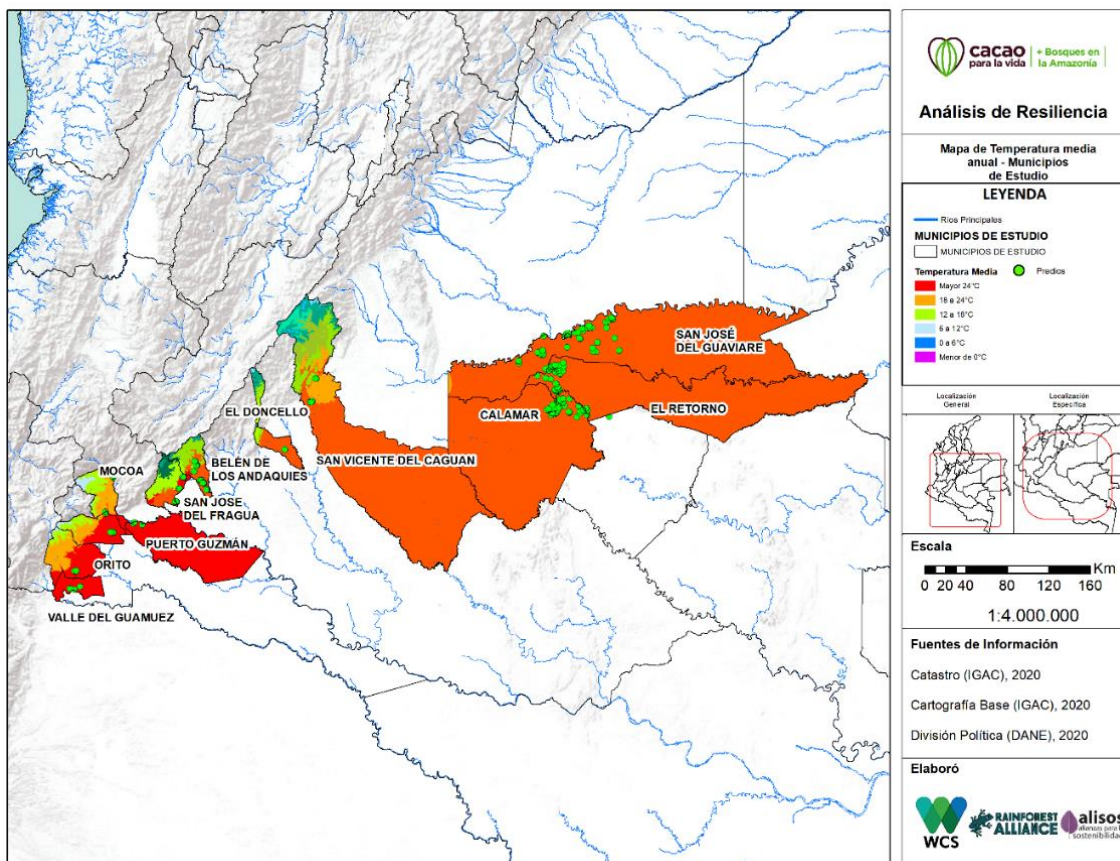 SAN JOSÉ
DEL GUAVIARE
CALAMAR
EL RETORNO
EL DONCELLO
SAN VICENTE DEL CAGUAN
MOCOA
BELÉN DE
LOS ANDAQUIES
SAN JOSE
DEL FRAGUA
PUERTO GUZMÁN
ORITO
VALLE DEL GUAMUEZ
cacao
para la vida
+ Bosques en
la Amazonía
Análisis de Resiliencia
Mapa de Temperatura media
anual - Municipios
de Estudio
LEYENDA
Rios Principales
MUNICIPIOS DE ESTUDIO
MUNICIPIOS DE ESTUDIO
Temperatura Media
Predios
Mayor 24°C
18 a 24°C
12 a 18°C
6 a 12°C
0 a 6°C
Menor de 0°C
Localización
General
Localización
Específica
Escala
Km
0 20 40 80 120 160
1:4.000.000
Fuentes de Información
Catastro (IGAC), 2020
Cartografía Base (IGAC), 2020
División Política (DANE), 2020
Elaboró
WCS
RAINFOREST
ALLIANCE
alisos
alianzas para la
sostenibilidad